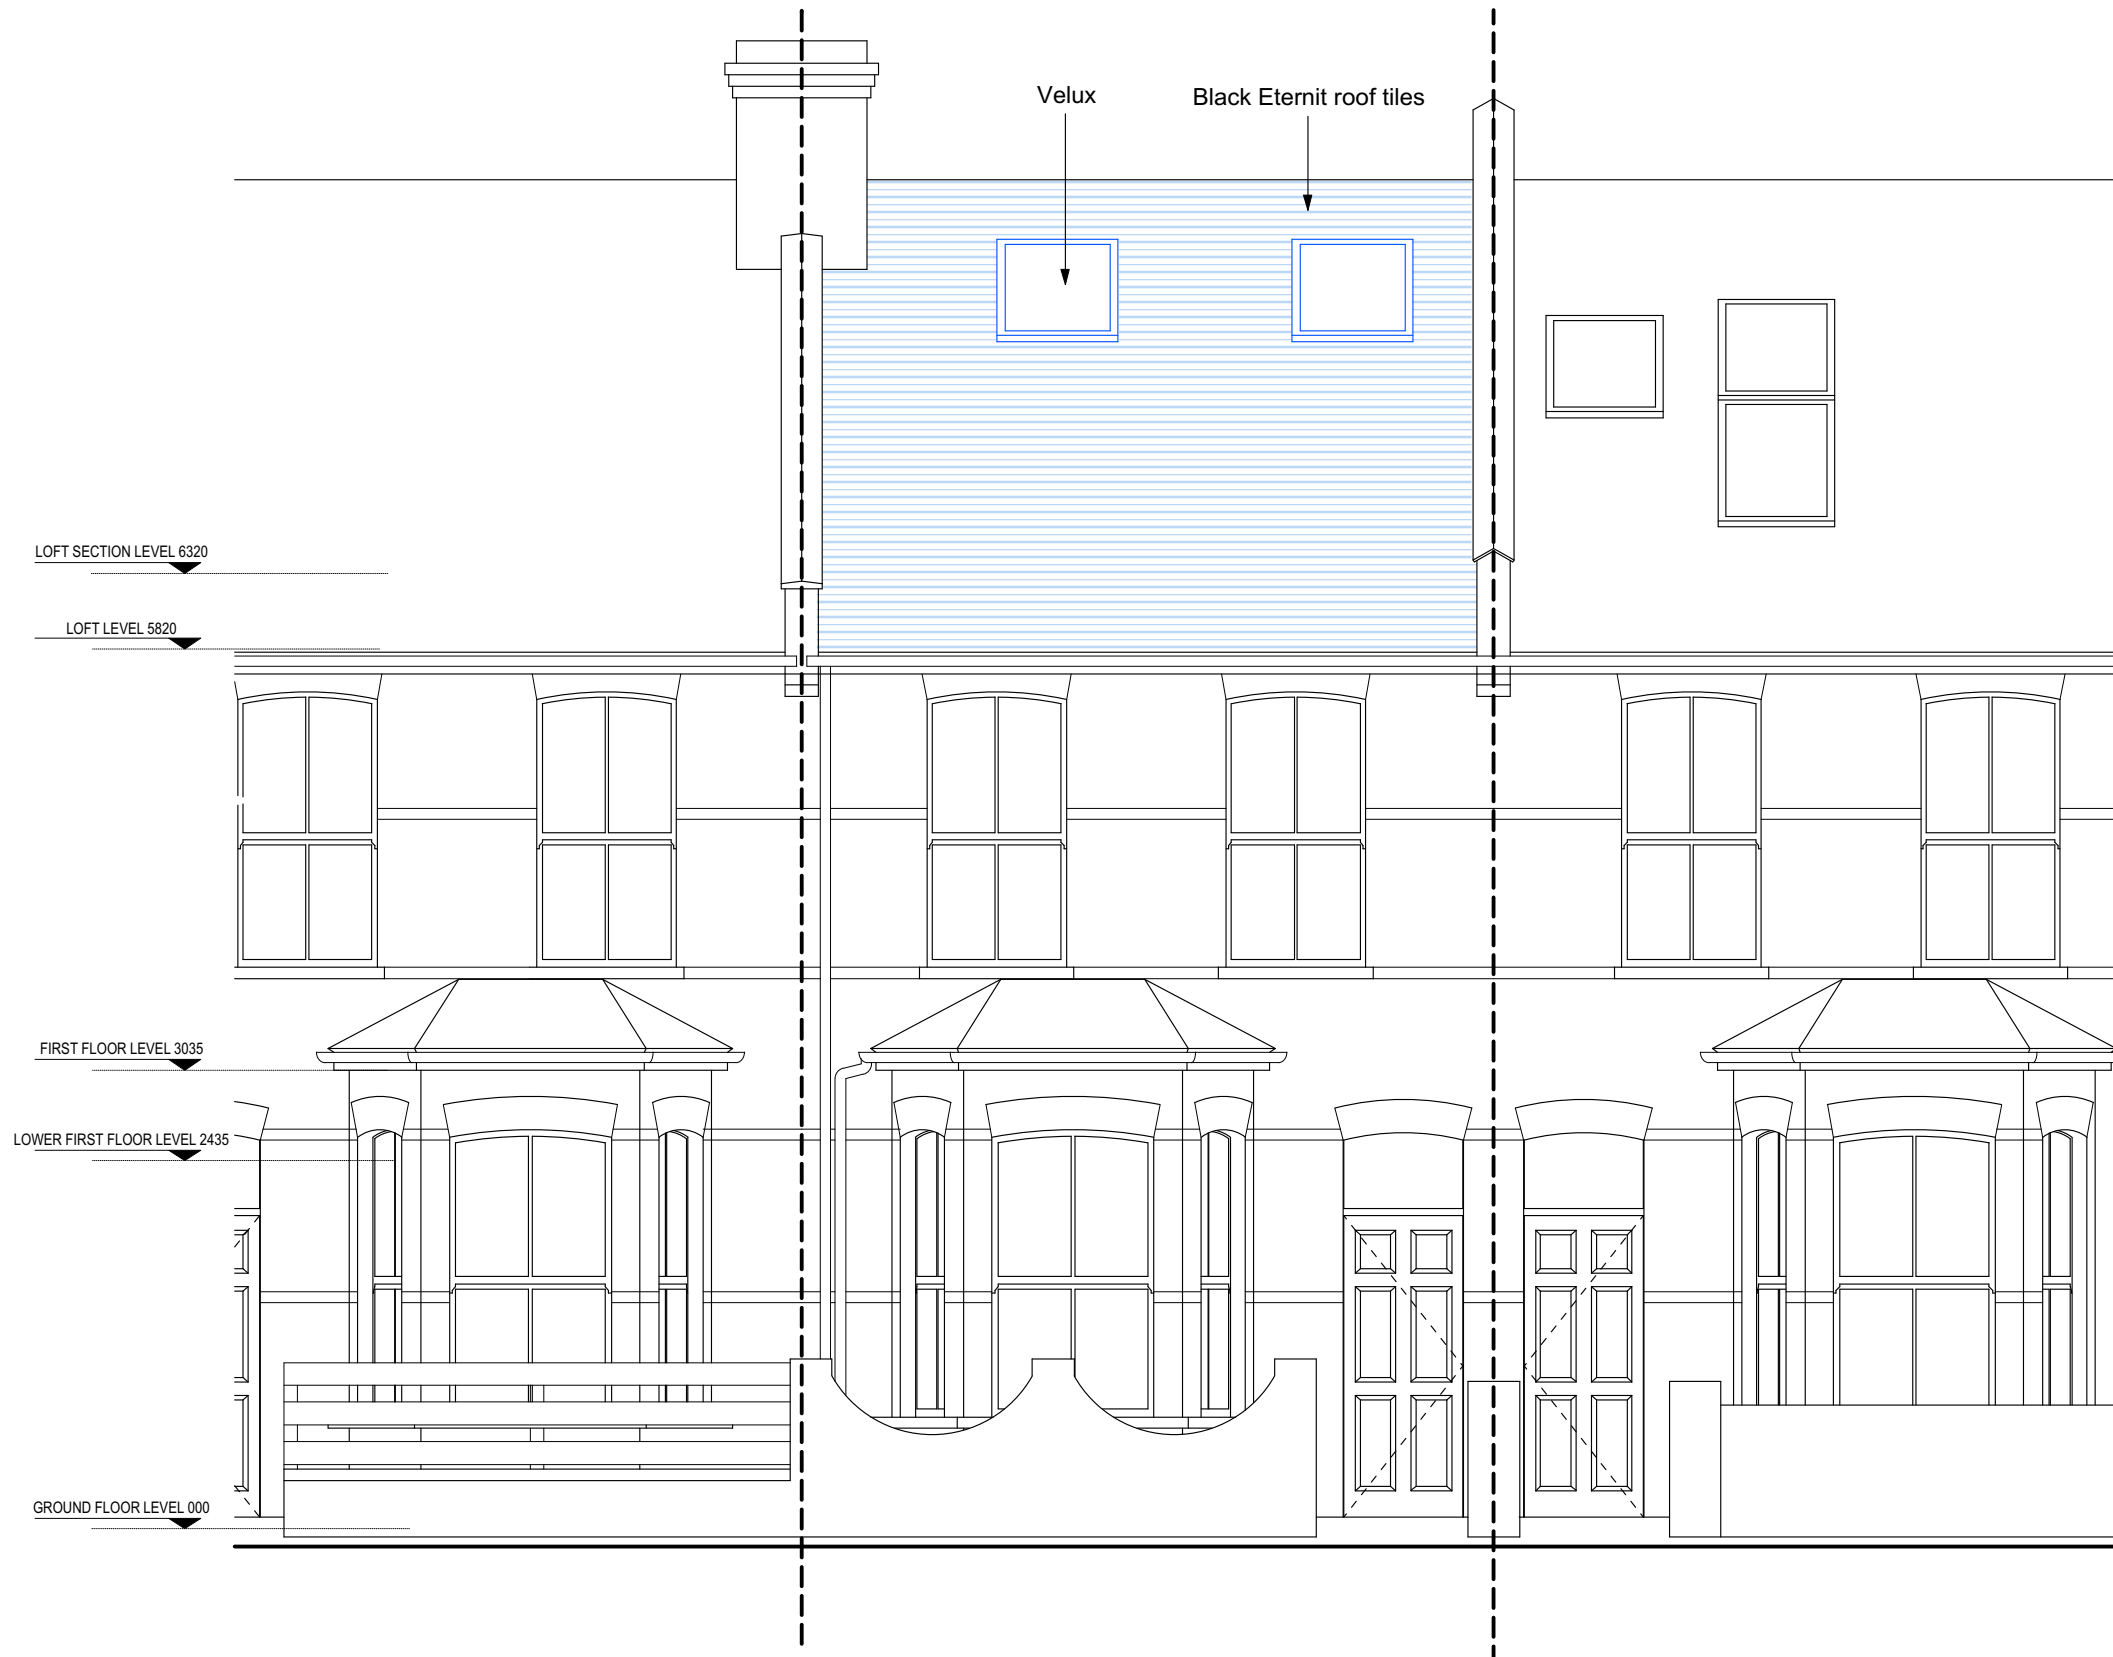 Velux
Black Eternit roof tiles
LOFT SECTION LEVEL 6320
LOFT LEVEL 5820
FIRST FLOOR LEVEL 3035
LOWER FIRST FLOOR LEVEL 2435
GROUND FLOOR LEVEL 000